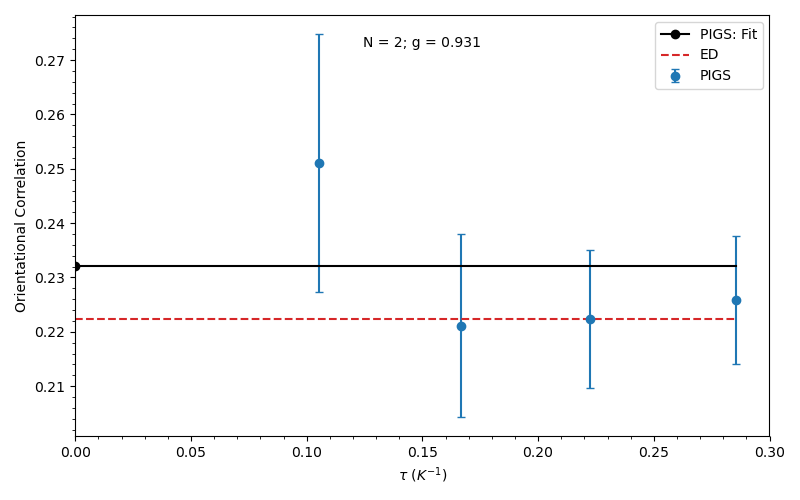 N = 2; g = 0.931
PIGS: Fit
ED
PIGS
Orientational Correlation
0.27
0.26
0.25
0.24
0.23
0.22
0.21
0.00 0.05 0.10 0.15 0.20 0.25 0.30
τ (K⁻¹)